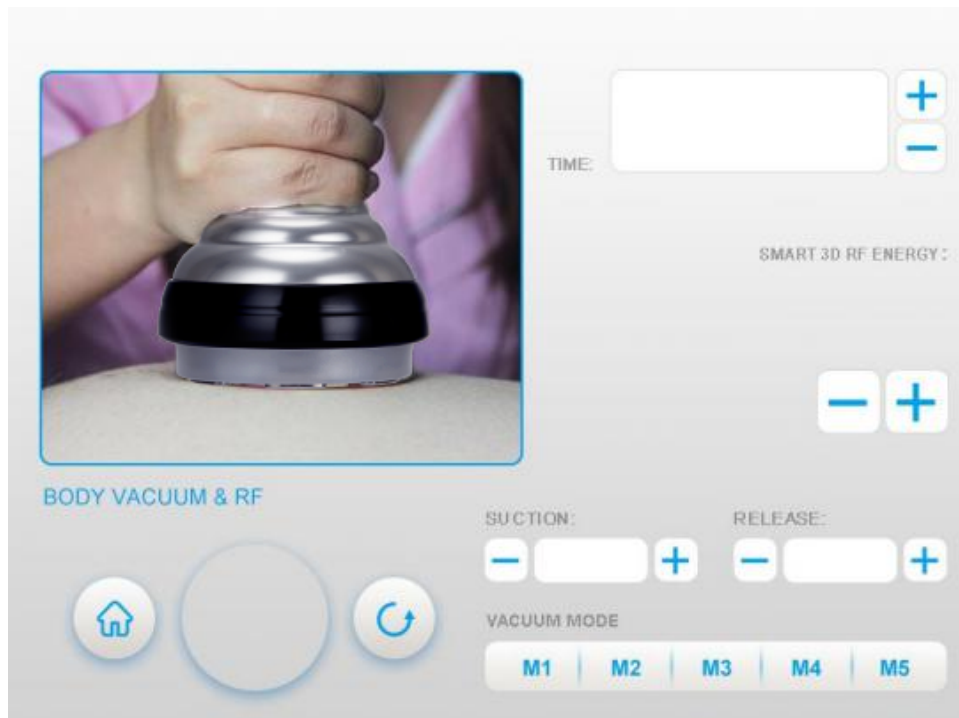 TIME:
SMART 3D RF ENERGY:
BODY VACUUM & RF
SUCTION:
RELEASE:
VACUUM MODE
M1 M2 M3 M4 M5